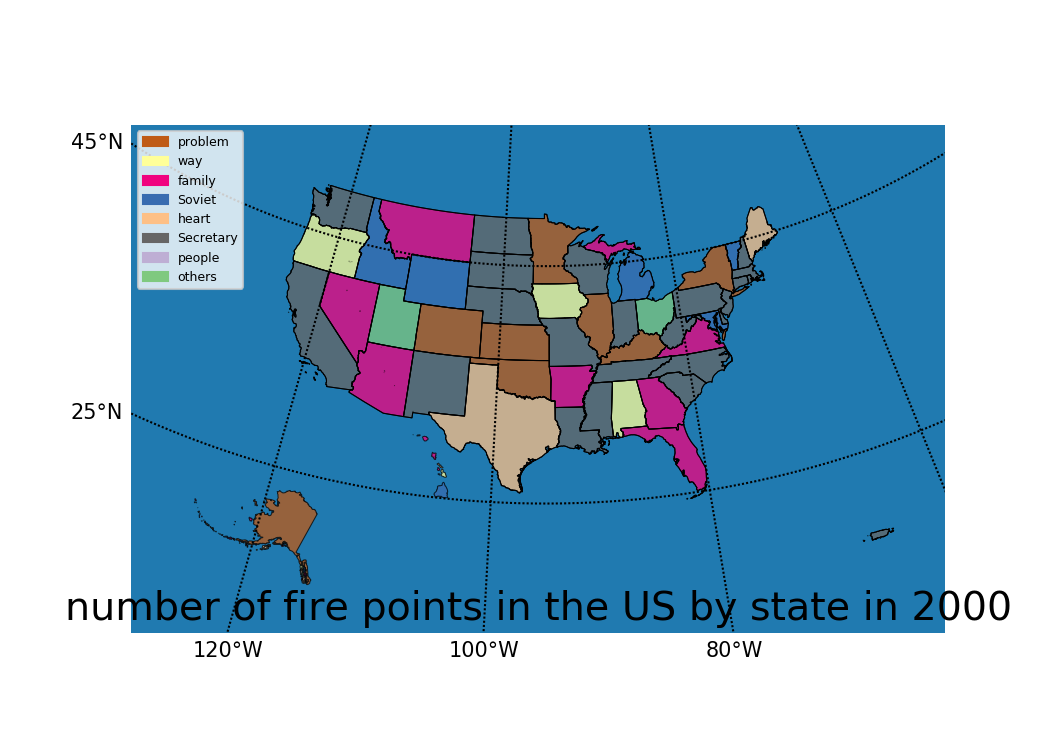 45°N
problem
way
family
Soviet
heart
Secretary
people
others
25°N
number of fire points in the US by state in 2000
120°W 100°W 80°W